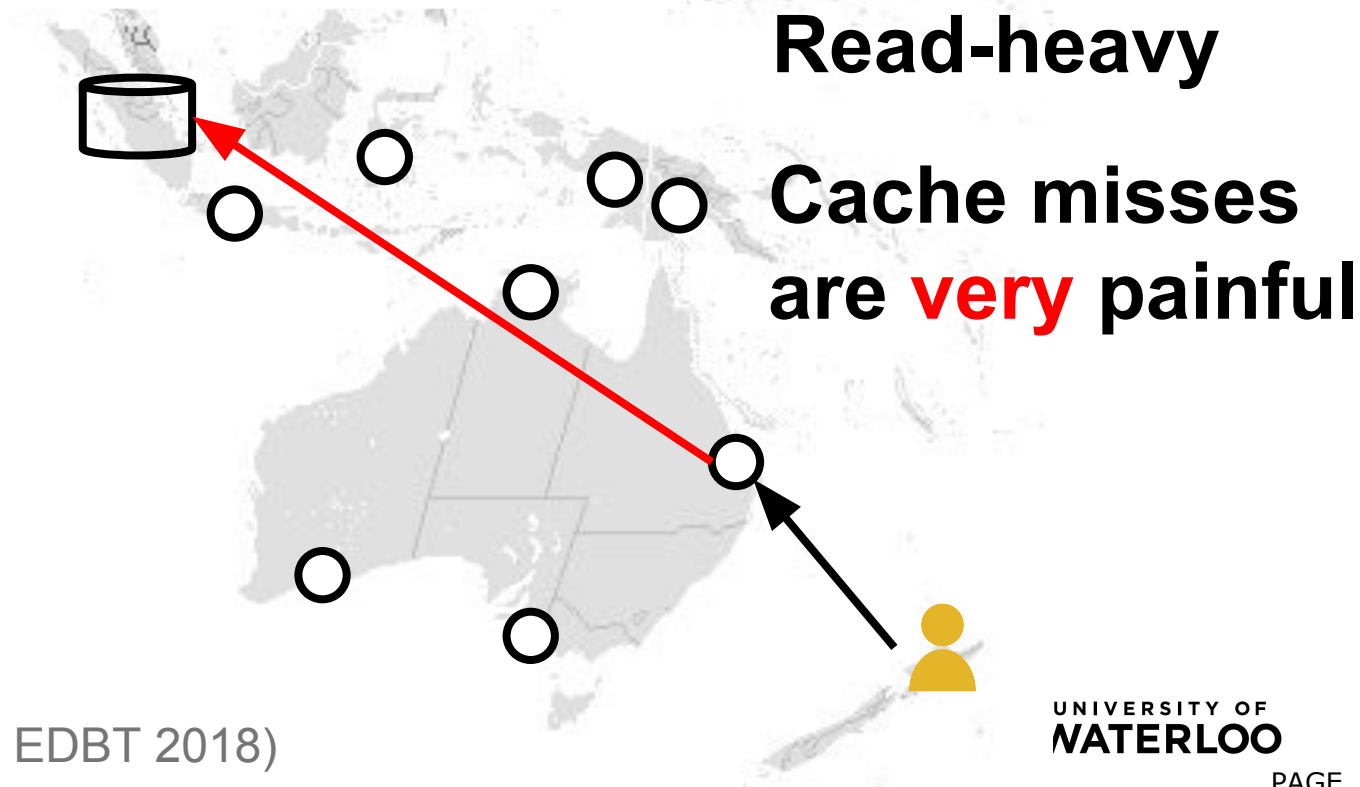 Read-heavy
Cache misses
are very painful
EDBT 2018)
UNIVERSITY OF
WATERLOO
PAGE